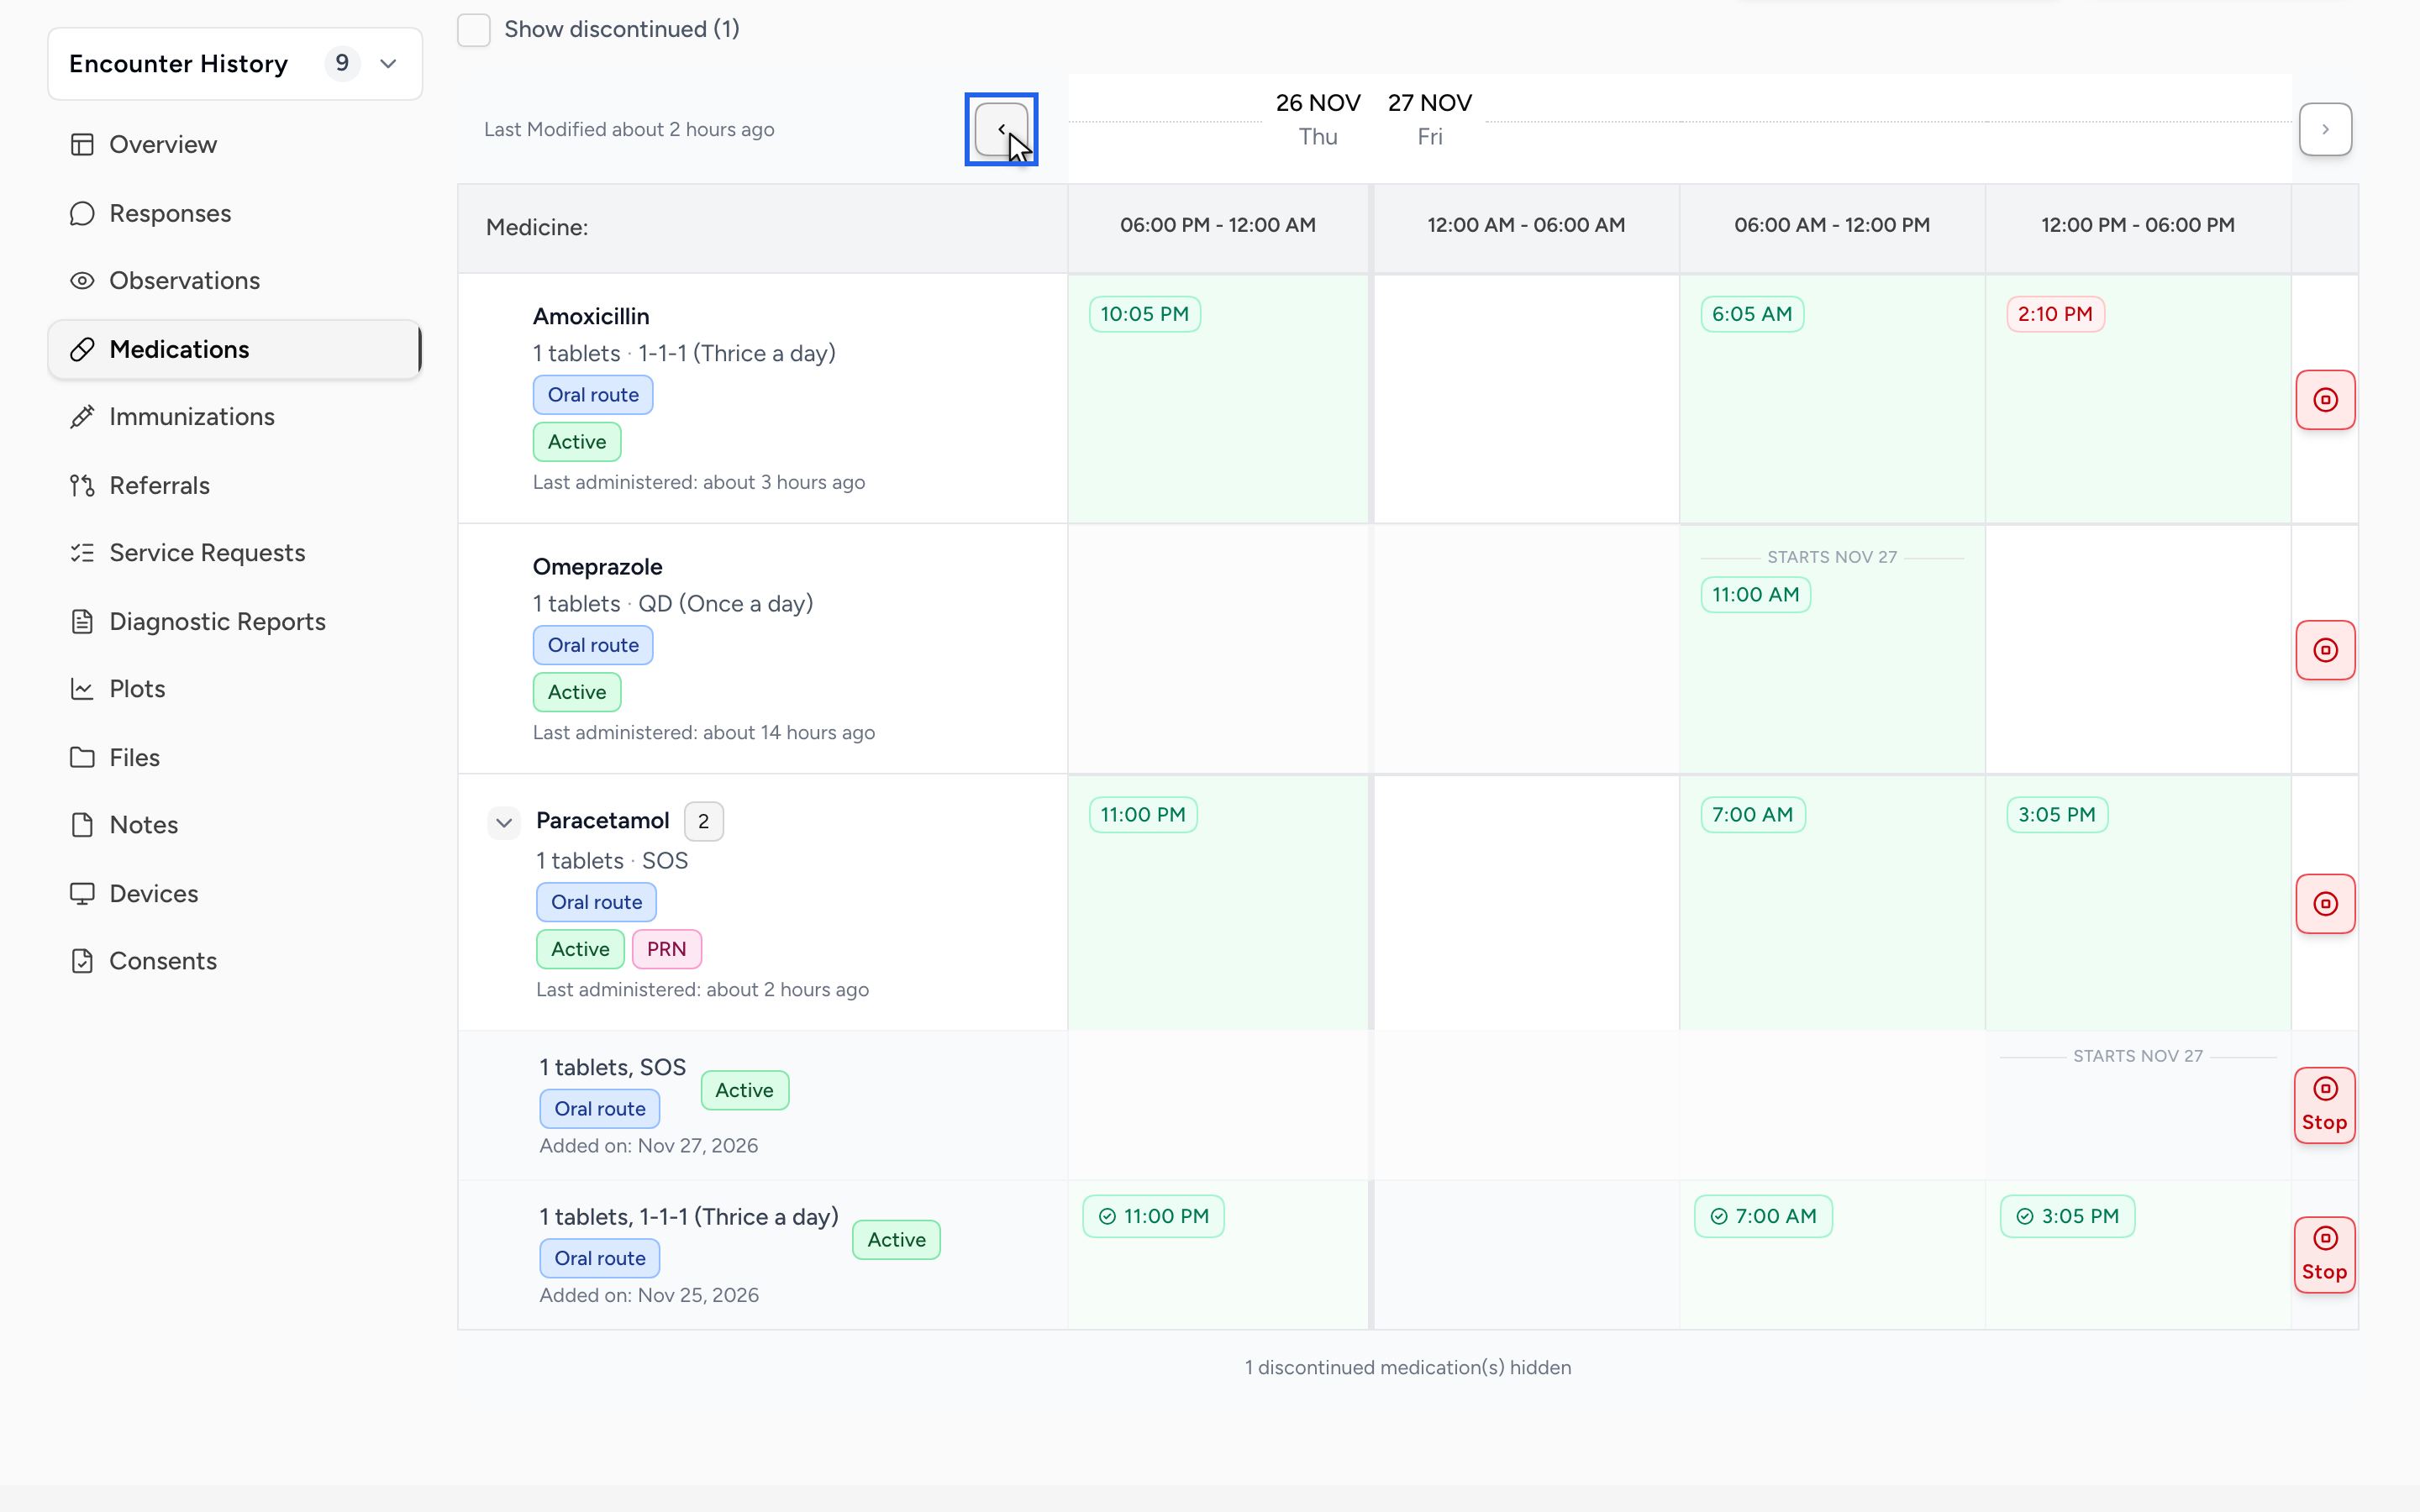 Show discontinued (1)
Encounter History 9
Overview
Responses
Observations
Medications
Immunizations
Referrals
Service Requests
Diagnostic Reports
Plots
Files
Notes
Devices
Consents
Last Modified about 2 hours ago
26 NOV 27 NOV
Thu Fri
Medicine: 06:00 PM - 12:00 AM 12:00 AM - 06:00 AM 06:00 AM - 12:00 PM 12:00 PM - 06:00 PM
Amoxicillin 10:05 PM 6:05 AM 2:10 PM
1 tablets · 1-1-1 (Thrice a day)
Oral route
Active
Last administered: about 3 hours ago
Omeprazole STARTS NOV 27
1 tablets · QD (Once a day) 11:00 AM
Oral route
Active
Last administered: about 14 hours ago
Paracetamol 2 11:00 PM 7:00 AM 3:05 PM
1 tablets · SOS
Oral route
Active PRN
Last administered: about 2 hours ago
1 tablets, SOS Active STARTS NOV 27
Oral route
Added on: Nov 27, 2026
Stop
1 tablets, 1-1-1 (Thrice a day) Active 11:00 PM 7:00 AM 3:05 PM
Oral route
Added on: Nov 25, 2026
Stop
1 discontinued medication(s) hidden